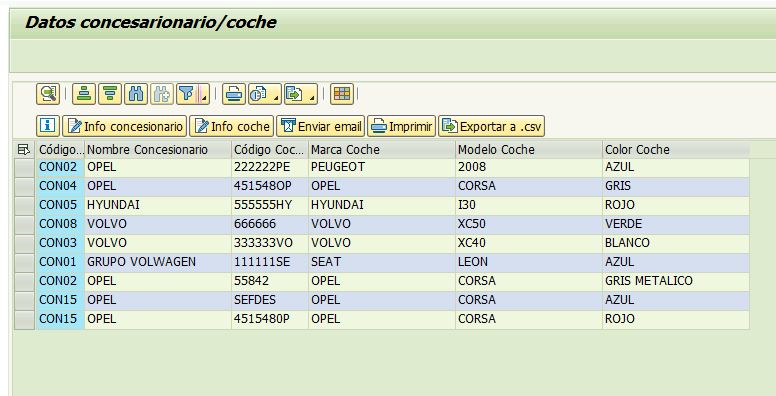 Datos concesarionario/coche
Info concesionario Info coche Enviar email Imprimir Exportar a .csv
Código... Nombre Concesionario Código Coc... Marca Coche Modelo Coche Color Coche
CON02 OPEL 222222PE PEUGEOT 2008 AZUL
CON04 OPEL 451548OP OPEL CORSA GRIS
CON05 HYUNDAI 555555HY HYUNDAI I30 ROJO
CON08 VOLVO 666666 VOLVO XC50 VERDE
CON03 VOLVO 333333VO VOLVO XC40 BLANCO
CON01 GRUPO VOLWAGEN 111111SE SEAT LEON AZUL
CON02 OPEL 55842 OPEL CORSA GRIS METALICO
CON15 OPEL SEFDES OPEL CORSA AZUL
CON15 OPEL 4515480P OPEL CORSA ROJO